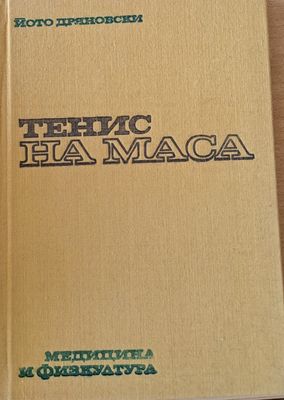 ЙОТО ДРЯНОВСКИ
ТЕНИС
НА МАСА
МЕДИЦИНА
И ФИЗКУЛТУРА